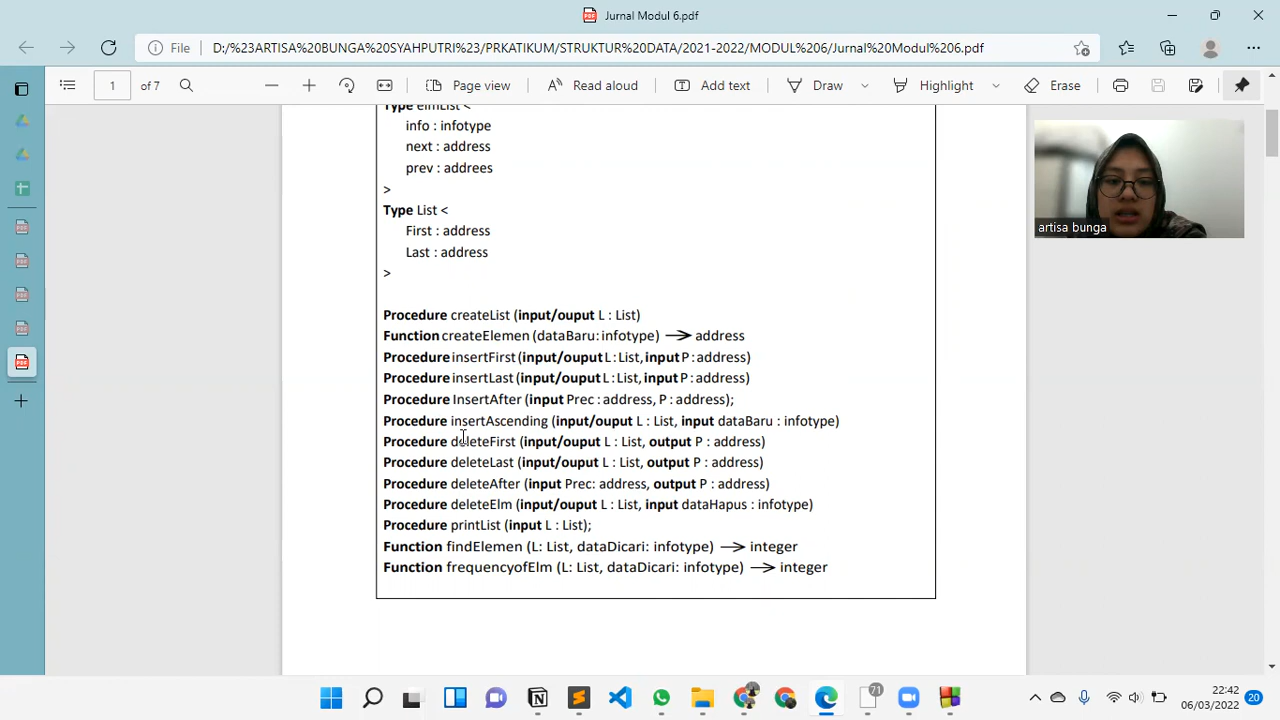 Jurnal Modul 6.pdf
File
D:/%23ARTISA%20BUNGA%20SYAHPUTRI%23/PRKATIKUM/STRUKTUR%20DATA/2021-2022/MODUL%206/Jurnal%20Modul%206.pdf
1 of 7
Page view
Read aloud
Add text
Draw
Highlight
Erase
Type elmList <
info : infotype
next : address
prev : addrees
>
Type List <
First : address
Last : address
>
Procedure createList (input/ouput L : List)
Function createElemen (dataBaru: infotype) → address
Procedure insertFirst (input/ouput L : List, input P : address)
Procedure insertLast (input/ouput L : List, input P : address)
Procedure InsertAfter (input Prec : address, P : address);
Procedure insertAscending (input/ouput L : List, input dataBaru : infotype)
Procedure deleteFirst (input/ouput L : List, output P : address)
Procedure deleteLast (input/ouput L : List, output P : address)
Procedure deleteAfter (input Prec: address, output P : address)
Procedure deleteElm (input/ouput L : List, input dataHapus : infotype)
Procedure printList (input L : List);
Function findElemen (L: List, dataDicari: infotype) → integer
Function frequencyofElm (L: List, dataDicari: infotype) → integer
artisa bunga
71
22:42
06/03/2022
20